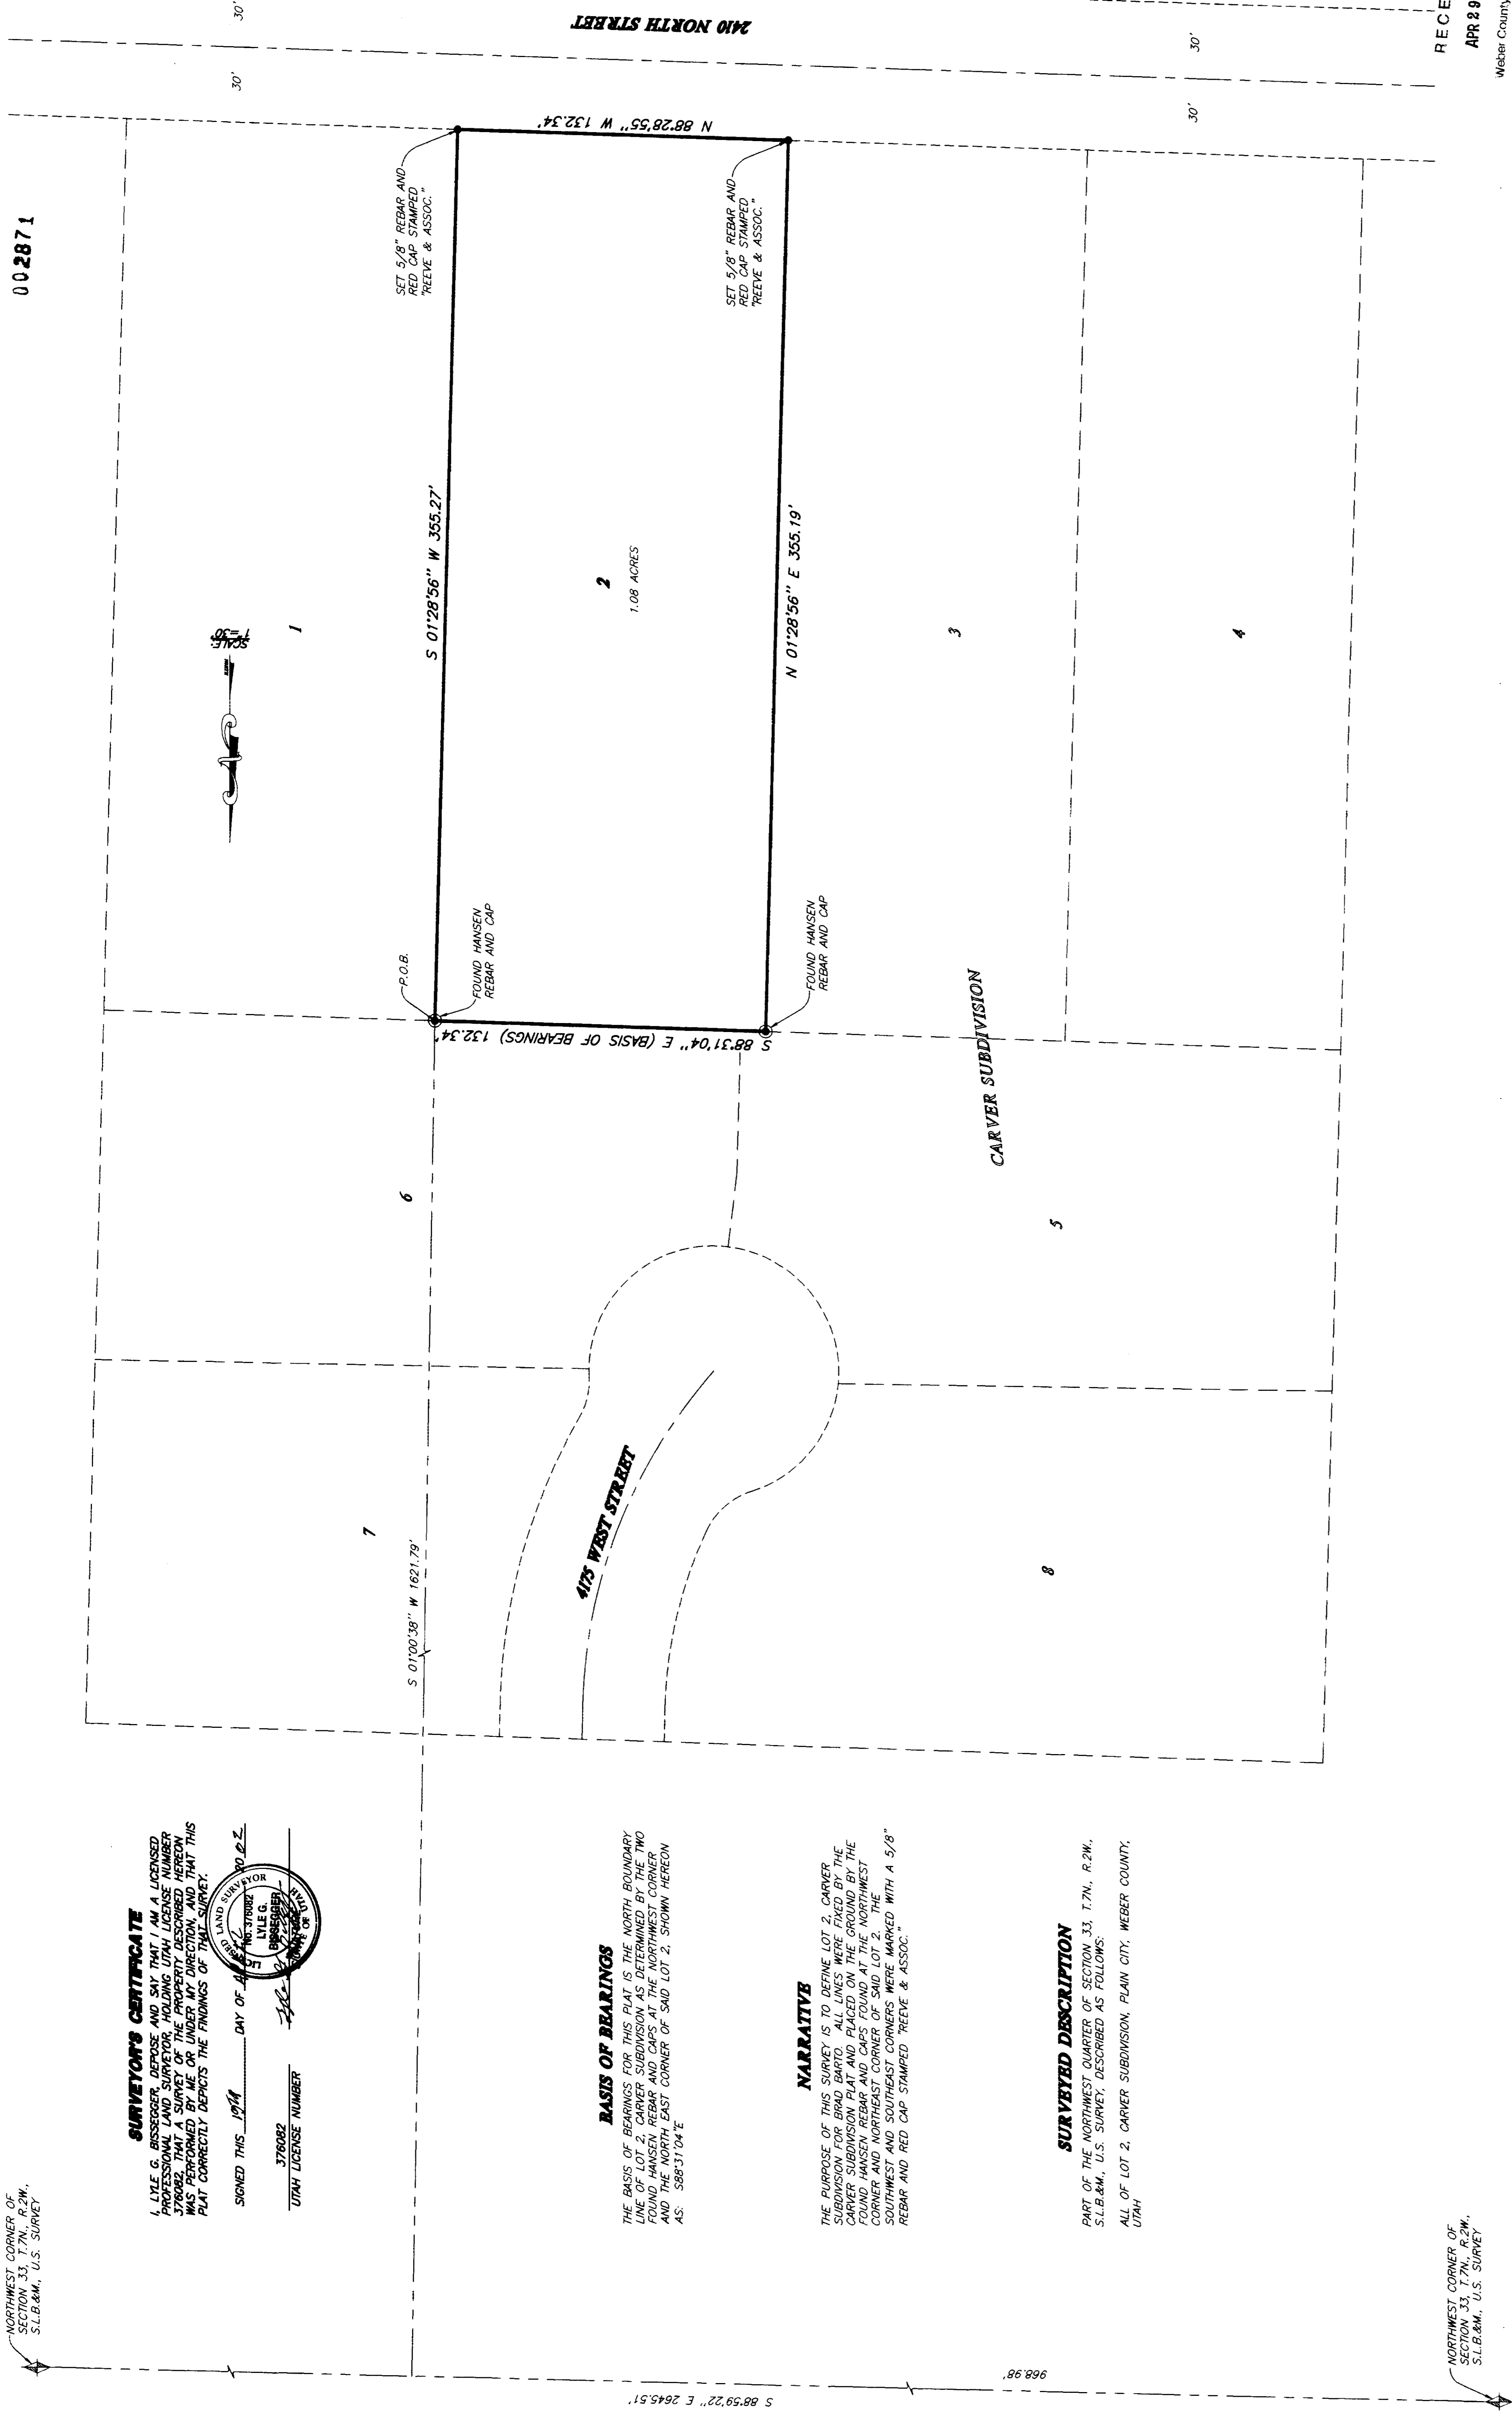 002871
RECE
APR 29
Weber County
2410 NORTH STREET
30'
30'
30'
30'
N 88°28'55" W 132.34'
SET 5/8" REBAR AND
RED CAP STAMPED
"REEVE & ASSOC."
SET 5/8" REBAR AND
RED CAP STAMPED
"REEVE & ASSOC."
S 01°28'56" W 355.27'
2
1.08 ACRES
N 01°28'56" E 355.19'
SCALE:
1"=30'
1
3
4
P.O.B.
FOUND HANSEN
REBAR AND CAP
S 88°31'04" E (BASIS OF BEARINGS) 132.34'
FOUND HANSEN
REBAR AND CAP
CARVER SUBDIVISION
6
5
7
8
4175 WEST STREET
S 01°00'38" W 1621.79'
SURVEYOR'S CERTIFICATE
I, LYLE G. BISSEGGER, DEPOSE AND SAY THAT I AM A LICENSED
PROFESSIONAL LAND SURVEYOR, HOLDING UTAH LICENSE NUMBER
376082, THAT A SURVEY OF THE PROPERTY DESCRIBED HEREON
WAS PERFORMED BY ME OR UNDER MY DIRECTION, AND THAT THIS
PLAT CORRECTLY DEPICTS THE FINDINGS OF THAT SURVEY.
SIGNED THIS 19th DAY OF 2002
LAND SURVEYOR
No. 376082
LYLE G.
BISSEGGER
STATE OF UTAH
376082
UTAH LICENSE NUMBER
BASIS OF BEARINGS
THE BASIS OF BEARINGS FOR THIS PLAT IS THE NORTH BOUNDARY
LINE OF LOT 2, CARVER SUBDIVISION AS DETERMINED BY THE TWO
FOUND HANSEN REBAR AND CAPS AT THE NORTHWEST CORNER
AND THE NORTH EAST CORNER OF SAID LOT 2, SHOWN HEREON
AS: S88°31'04"E
NARRATIVE
THE PURPOSE OF THIS SURVEY IS TO DEFINE LOT 2, CARVER
SUBDIVISION FOR BRAD BARTO. ALL LINES WERE FIXED BY THE
CARVER SUBDIVISION PLAT AND PLACED ON THE GROUND BY THE
FOUND HANSEN REBAR AND CAPS FOUND AT THE NORTHWEST
CORNER AND NORTHEAST CORNER OF SAID LOT 2. THE
SOUTHWEST AND SOUTHEAST CORNERS WERE MARKED WITH A 5/8"
REBAR AND RED CAP STAMPED "REEVE & ASSOC."
SURVEYED DESCRIPTION
PART OF THE NORTHWEST QUARTER OF SECTION 33, T.7N., R.2W.,
S.L.B.&M., U.S. SURVEY, DESCRIBED AS FOLLOWS:
ALL OF LOT 2, CARVER SUBDIVISION, PLAIN CITY, WEBER COUNTY,
UTAH
NORTHWEST CORNER OF
SECTION 33, T.7N., R.2W.,
S.L.B.&M., U.S. SURVEY
S 88°59'22" E 2645.51'
968.98'
NORTHWEST CORNER OF
SECTION 33, T.7N., R.2W.,
S.L.B.&M., U.S. SURVEY